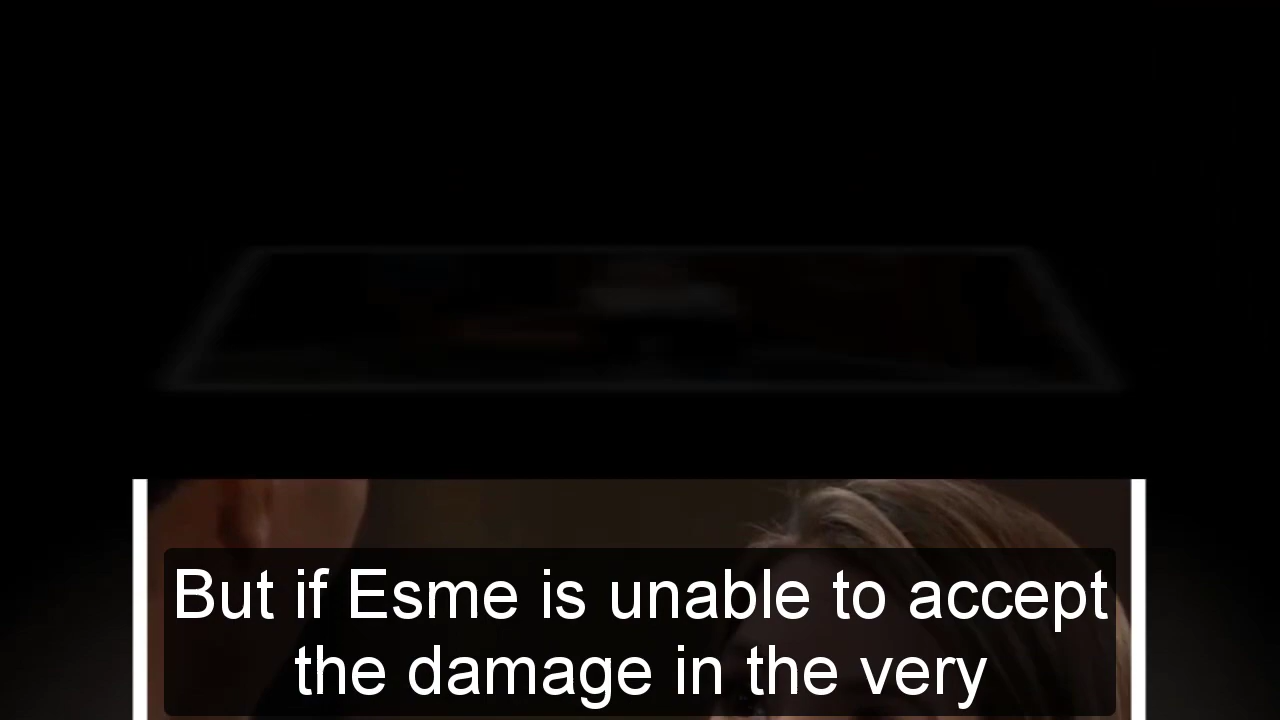 But if Esme is unable to accept
the damage in the very